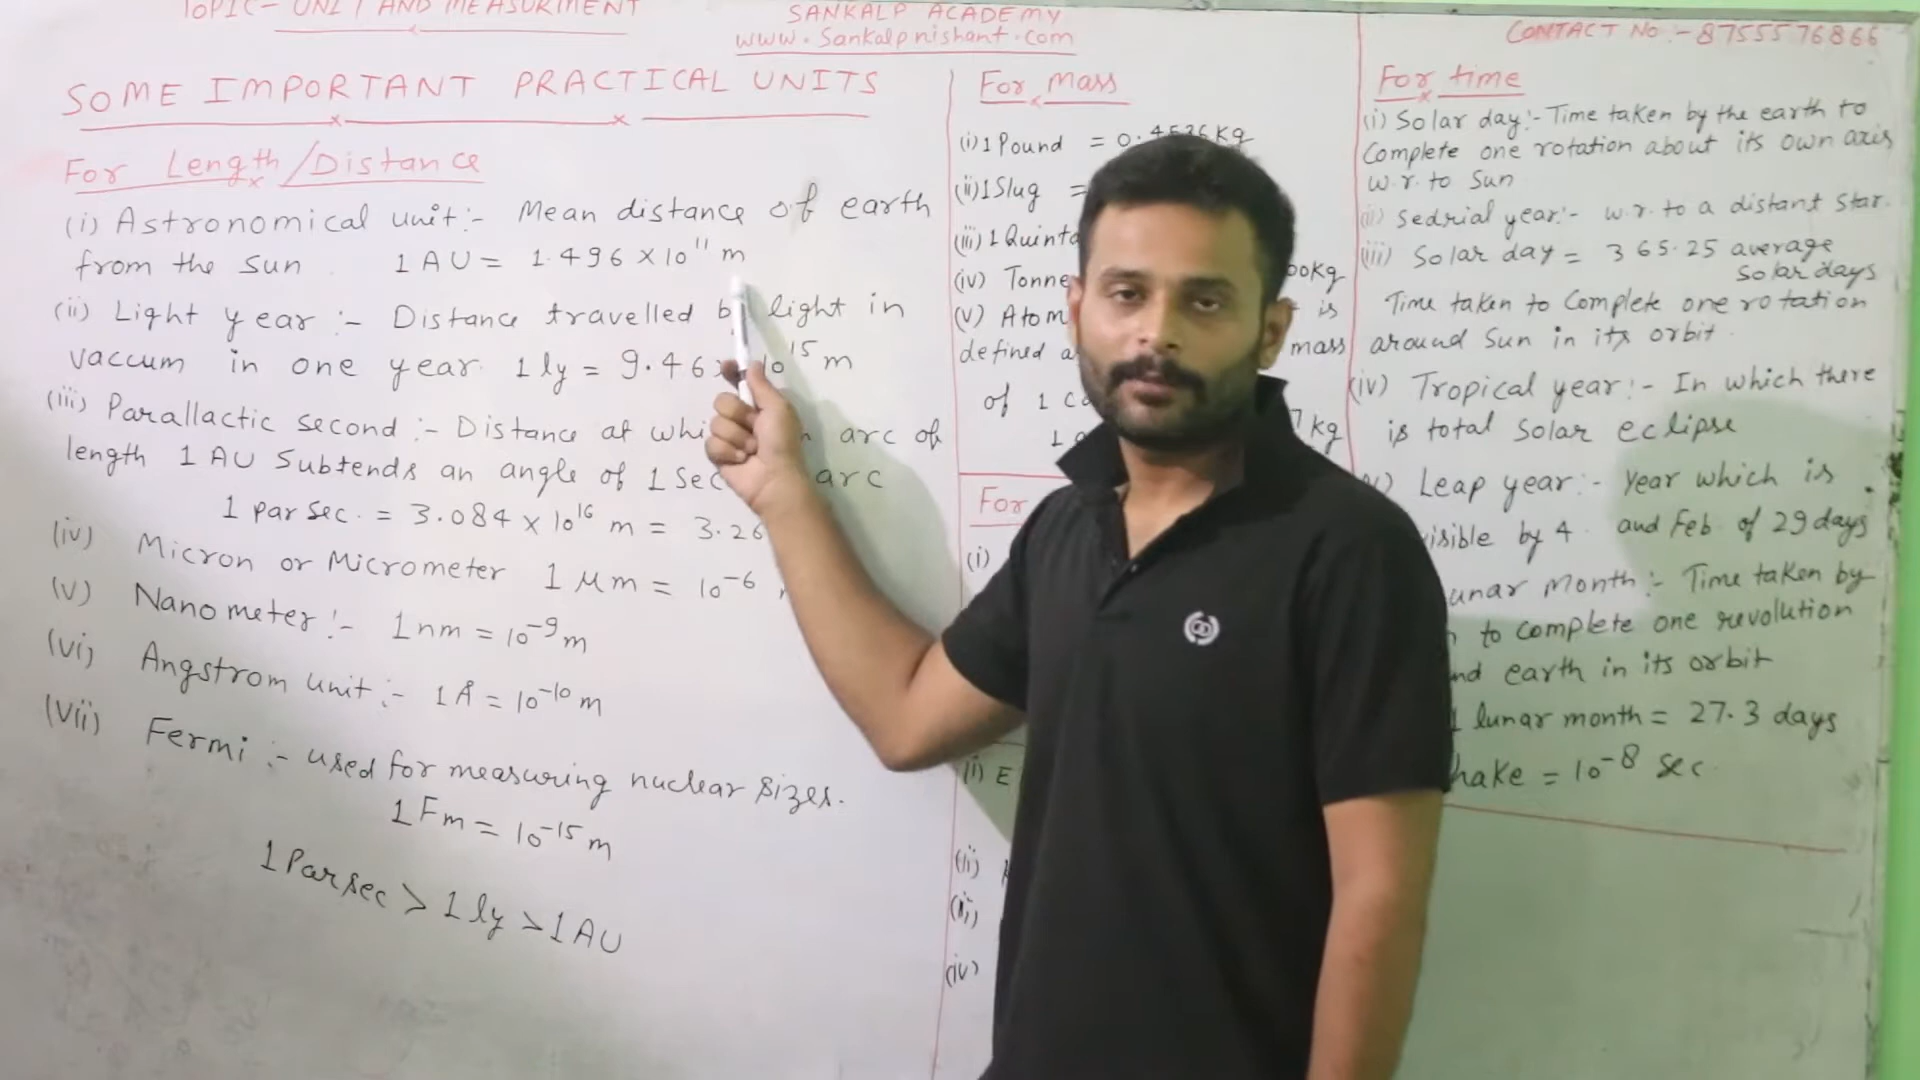 TOPIC- UNIT AND MEASURMENT
SANKALP ACADEMY
www.Sankalpnishant.com
CONTACT No:- 8755576866
SOME IMPORTANT PRACTICAL UNITS
For Length/Distance
(i) Astronomical unit:- Mean distance of earth
from the sun 1 AU = 1.496 x 10¹¹ m
(ii) Light year :- Distance travelled by light in
vaccum in one year. 1 ly = 9.46 x 10¹⁵ m
(iii) Parallactic second :- Distance at which an arc of
length 1 AU Subtends an angle of 1 Sec arc
1 par sec. = 3.084 x 10¹⁶ m = 3.26
(iv) Micron or Micrometer 1 μm = 10⁻⁶
(v) Nanometer:- 1 nm = 10⁻⁹ m
(vi) Angstrom unit :- 1 Å = 10⁻¹⁰ m
(vii) Fermi :- used for measuring nuclear sizes.
1 Fm = 10⁻¹⁵ m
1 Parsec > 1 ly > 1 AU
For Mass
(i) 1 Pound = 0.4536 Kg
(ii) 1 Slug =
(iii) 1 Quinta
(iv) Tonne 00kg
(v) Atom is
defined a mass
of 1 kg
1
For
(i)
(i) E
(ii)
(iii)
(iv)
For time
(i) Solar day:- Time taken by the earth to
Complete one rotation about its own axis
w.r. to Sun
(ii) Sedrial year:- w.r. to a distant star.
(iii) Solar day = 365.25 average
solar days
Time taken to Complete one rotation
around Sun in its orbit.
(iv) Tropical year:- In which there
is total Solar eclipse
Leap year:- Year which is
visible by 4. and Feb. of 29 days
unar Month:- Time taken by
to complete one revolution
nd earth in its orbit
1 lunar month = 27.3 days
hake = 10⁻⁸ sec.